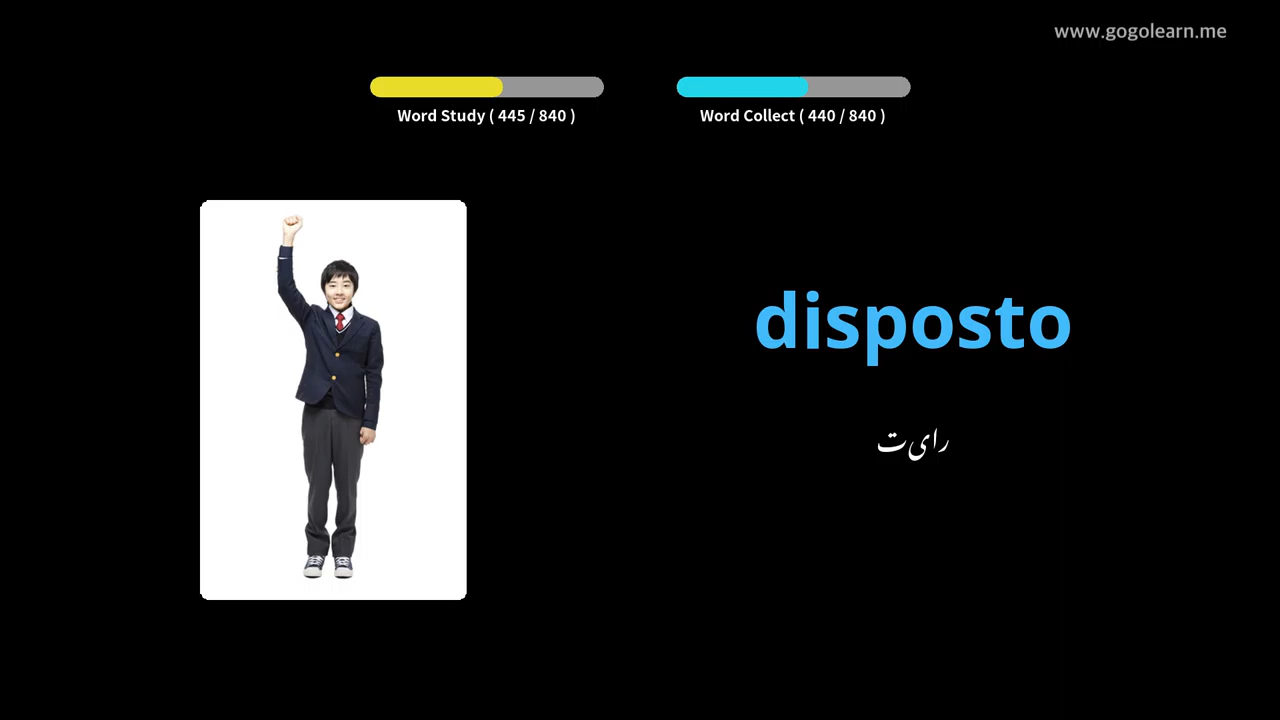 www.gogolearn.me
Word Study ( 445 / 840 )
Word Collect ( 440 / 840 )
disposto
رای ت